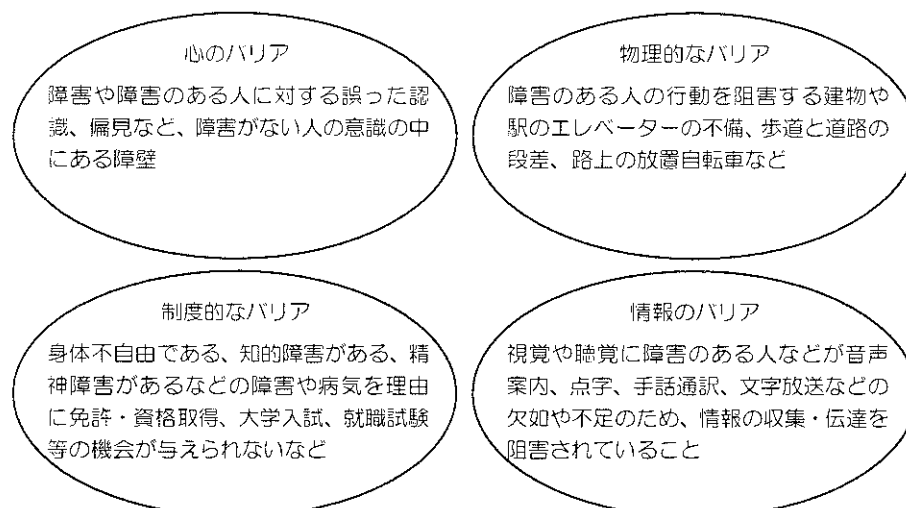 心のバリア
障害や障害のある人に対する誤った認
識、偏見など、障害がない人の意識の中
にある障壁
物理的なバリア
障害のある人の行動を阻害する建物や
駅のエレベーターの不備、歩道と道路の
段差、路上の放置自転車など
制度的なバリア
身体不自由である、知的障害がある、精
神障害があるなどの障害や病気を理由
に免許・資格取得、大学入試、就職試験
等の機会が与えられないなど
情報のバリア
視覚や聴覚に障害のある人などが音声
案内、点字、手話通訳、文字放送などの
欠如や不足のため、情報の収集・伝達を
阻害されていること